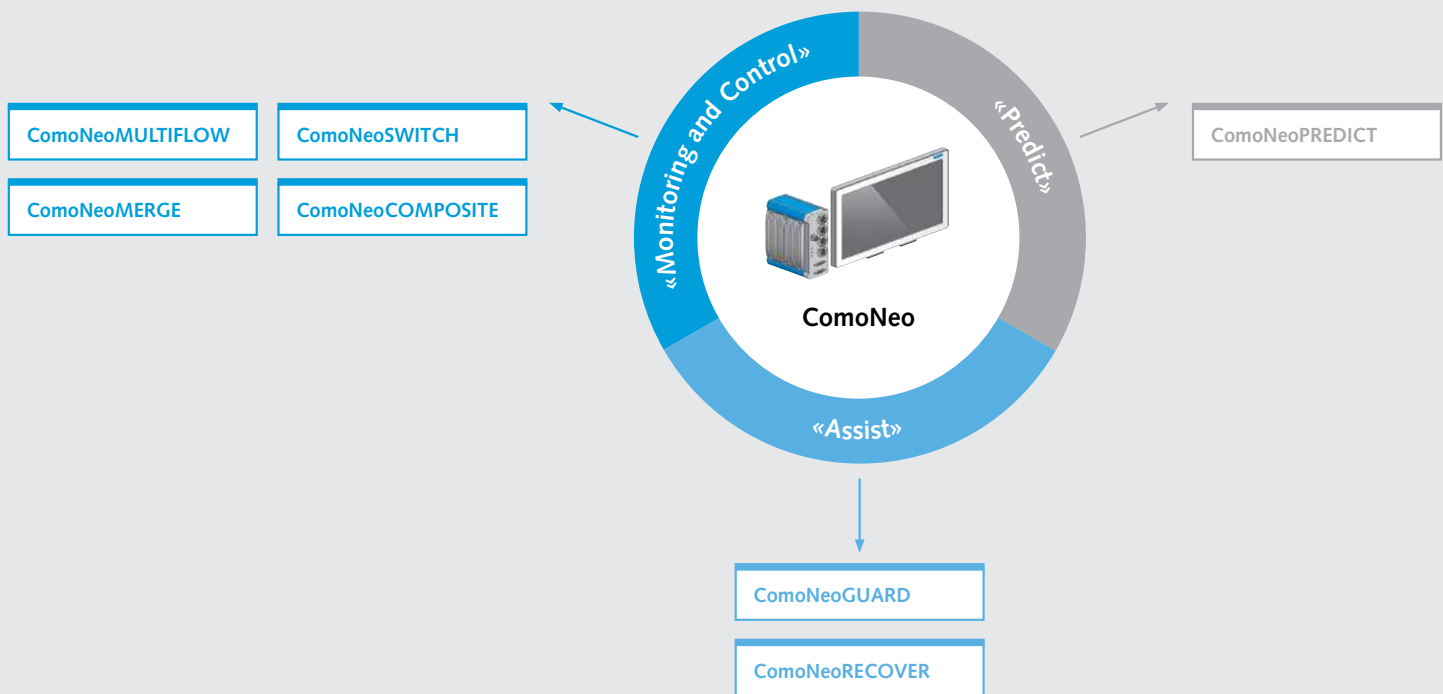 «Monitoring and Control»
«Predict»
ComoNeoMULTIFLOW
ComoNeoSWITCH
ComoNeoPREDICT
ComoNeoMERGE
ComoNeoCOMPOSITE
ComoNeo
«Assist»
ComoNeoGUARD
ComoNeoRECOVER